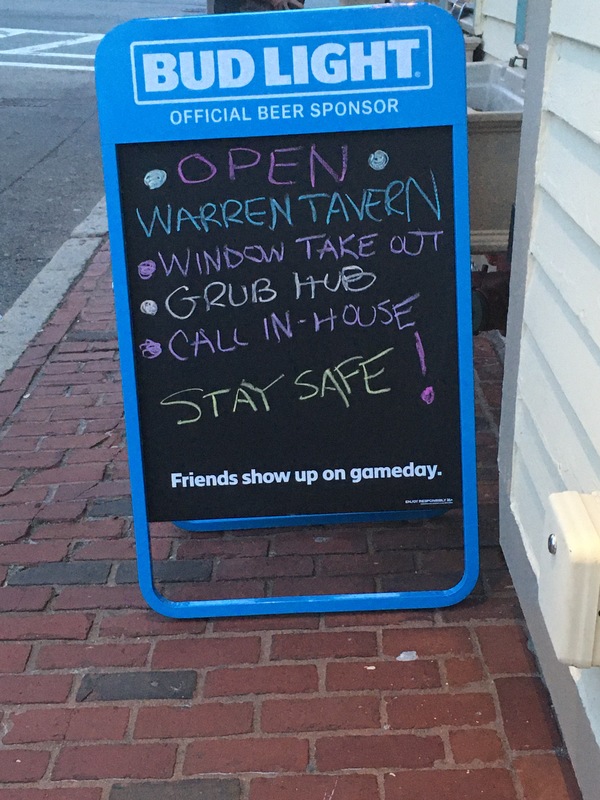 BUD LIGHT
OFFICIAL BEER SPONSOR
OPEN
WARREN TAVERN
WINDOW TAKE OUT
GRUB HUB
CALL IN-HOUSE
STAY SAFE!
Friends show up on gameday.